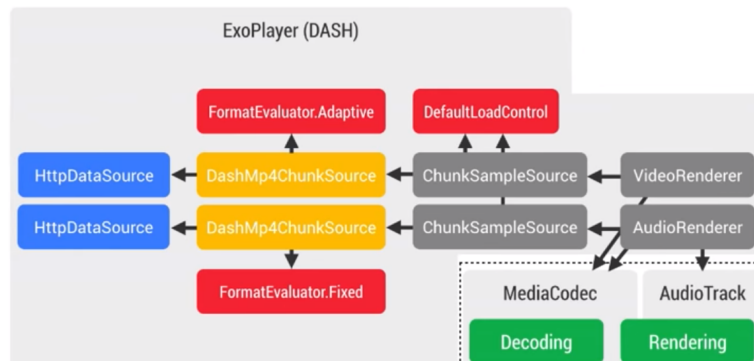 ExoPlayer (DASH)
FormatEvaluator.Adaptive
DefaultLoadControl
HttpDataSource
DashMp4ChunkSource
ChunkSampleSource
VideoRenderer
HttpDataSource
DashMp4ChunkSource
ChunkSampleSource
AudioRenderer
FormatEvaluator.Fixed
MediaCodec
AudioTrack
Decoding
Rendering